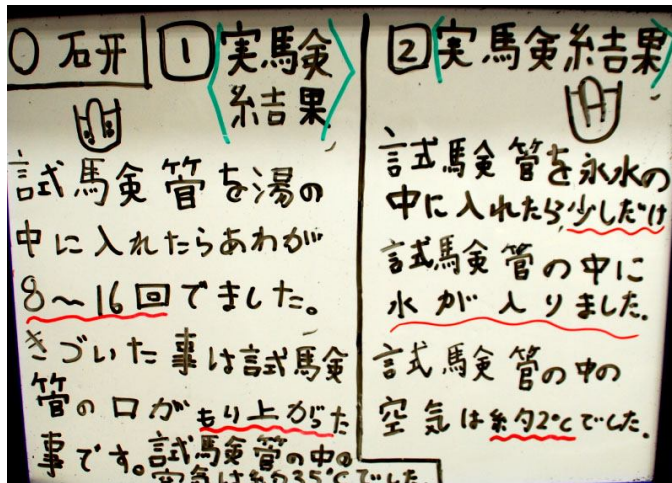 ○ 研
1 〈実験結果〉
試験管を湯の
中に入れたらあわが
8〜16回でました。
きづいた事は試験
管の口がもり上がった
事です。試験管の中の
空気は約35℃でした。
2 〈実験結果〉
試験管を氷水の
中に入れたら,少しだけ
試験管の中に
水が入りました。
試験管の中の
空気は約2℃でした。